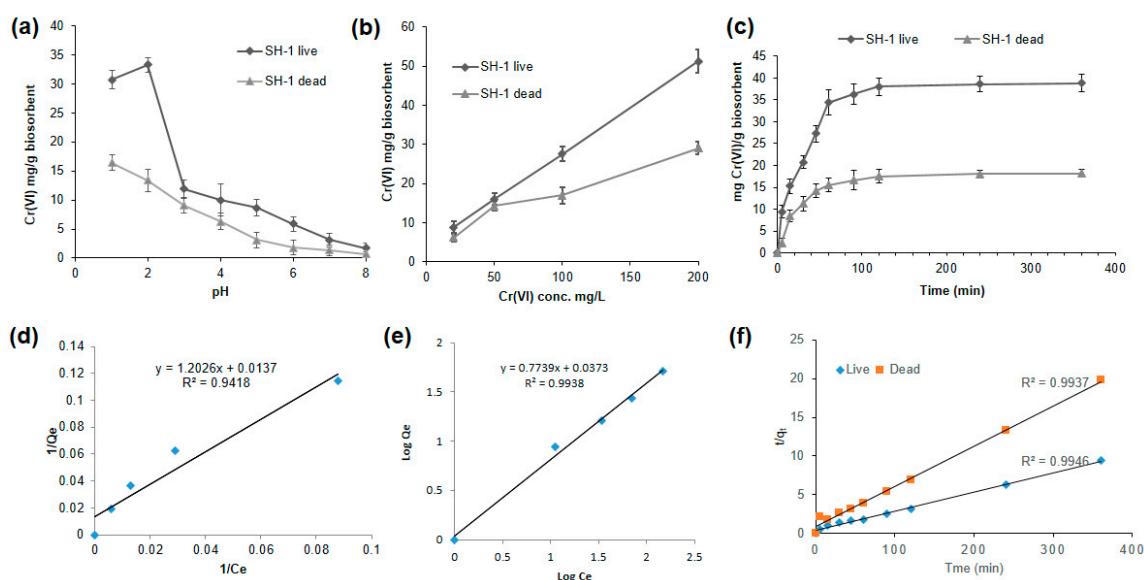 (a)
40
35
30
25
20
15
10
5
0
0 2 4 6 8
Cr(VI) mg/g biosorbent
pH
SH-1 live
SH-1 dead
(b)
60
50
40
30
20
10
0
0 50 100 150 200
Cr(VI) mg/g biosorbent
Cr(VI) conc. mg/L
SH-1 live
SH-1 dead
(c)
SH-1 live SH-1 dead
50
45
40
35
30
25
20
15
10
5
0
0 100 200 300 400
mg Cr(VI)/g biosorbent
Time (min)
(d)
0.14
0.12
0.1
0.08
0.06
0.04
0.02
0
0 0.02 0.04 0.06 0.08 0.1
1/Qe
1/Ce
y = 1.2026x + 0.0137
R² = 0.9418
(e)
2
1.5
1
0.5
0
0 0.5 1 1.5 2 2.5
Log Qe
Log Ce
y = 0.7739x + 0.0373
R² = 0.9938
(f)
25
20
15
10
5
0
0 100 200 300 400
t/qt
Tme (min)
Live Dead
R² = 0.9937
R² = 0.9946